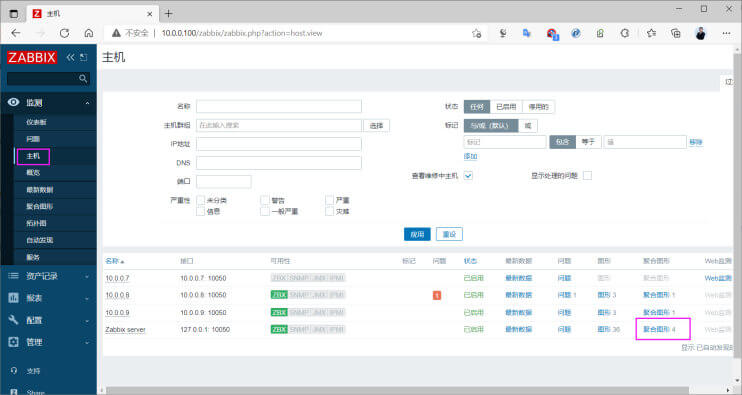 主机
不安全 10.0.0.100/zabbix/zabbix.php?action=host.view
ZABBIX
主机
监测
仪表板
问题
主机
概览
最新数据
聚合图形
拓扑图
自动发现
服务
资产记录
报表
配置
管理
支持
Share
名称
主机群组 在此输入搜索 选择
IP地址
DNS
端口
严重性 未分类 警告 严重
信息 一般严重 灾难
状态 任何 已启用 停用的
标记 与/或(默认) 或
标记 包含 等于 值 移除
添加
查看维修中主机 显示处理的问题
应用 重设
名称 接口 可用性 标记 问题 状态 最新数据 问题 图形 聚合图形 Web监测
10.0.0.7 10.0.0.7: 10050 ZBX SNMP JMX IPMI 已启用 最新数据 问题 图形 聚合图形 1 Web监测
10.0.0.8 10.0.0.8: 10050 ZBX SNMP JMX IPMI 1 已启用 最新数据 问题 1 图形 3 聚合图形 1 Web监测
10.0.0.9 10.0.0.9: 10050 ZBX SNMP JMX IPMI 已启用 最新数据 问题 图形 3 聚合图形 1 Web监测
Zabbix server 127.0.0.1: 10050 ZBX SNMP JMX IPMI 已启用 最新数据 问题 图形 36 聚合图形 4 Web监测
显示 已自动发现的